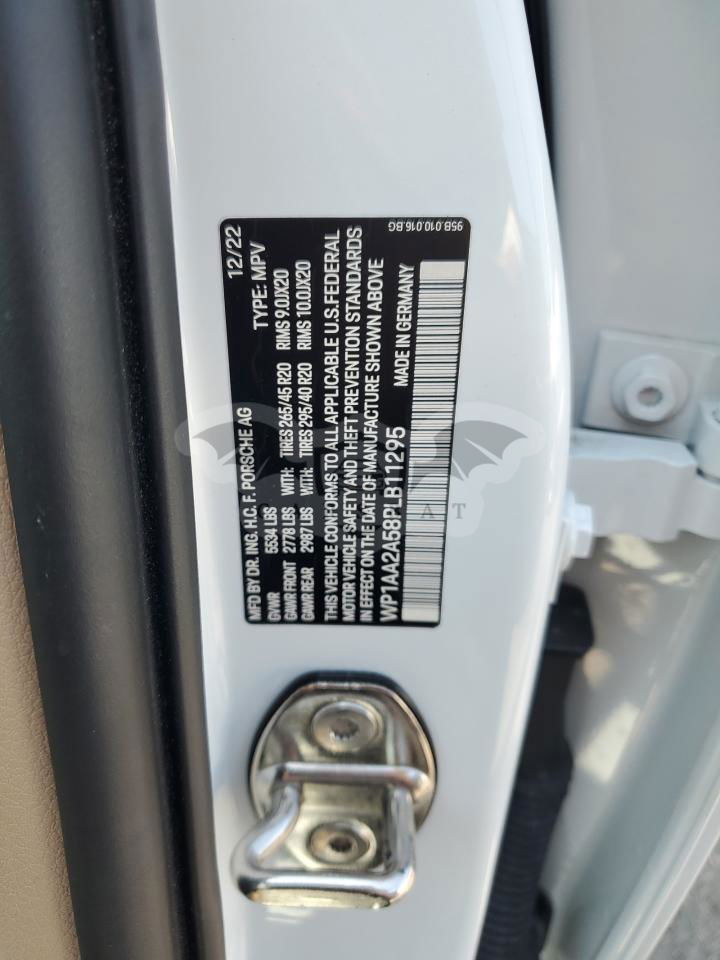 MFD BY DR. ING. H.C. F. PORSCHE AG 12/22
GVWR 5534 LBS TYPE: MPV
GAWR FRONT 2778 LBS WITH: TIRES 265/45 R20 RIMS 9.0JX20
GAWR REAR 2987 LBS WITH: TIRES 295/40 R20 RIMS 10.0JX20
THIS VEHICLE CONFORMS TO ALL APPLICABLE U.S. FEDERAL
MOTOR VEHICLE SAFETY AND THEFT PREVENTION STANDARDS
IN EFFECT ON THE DATE OF MANUFACTURE SHOWN ABOVE
WP1AA2A58PLB11295 MADE IN GERMANY
95B.010.016.BG